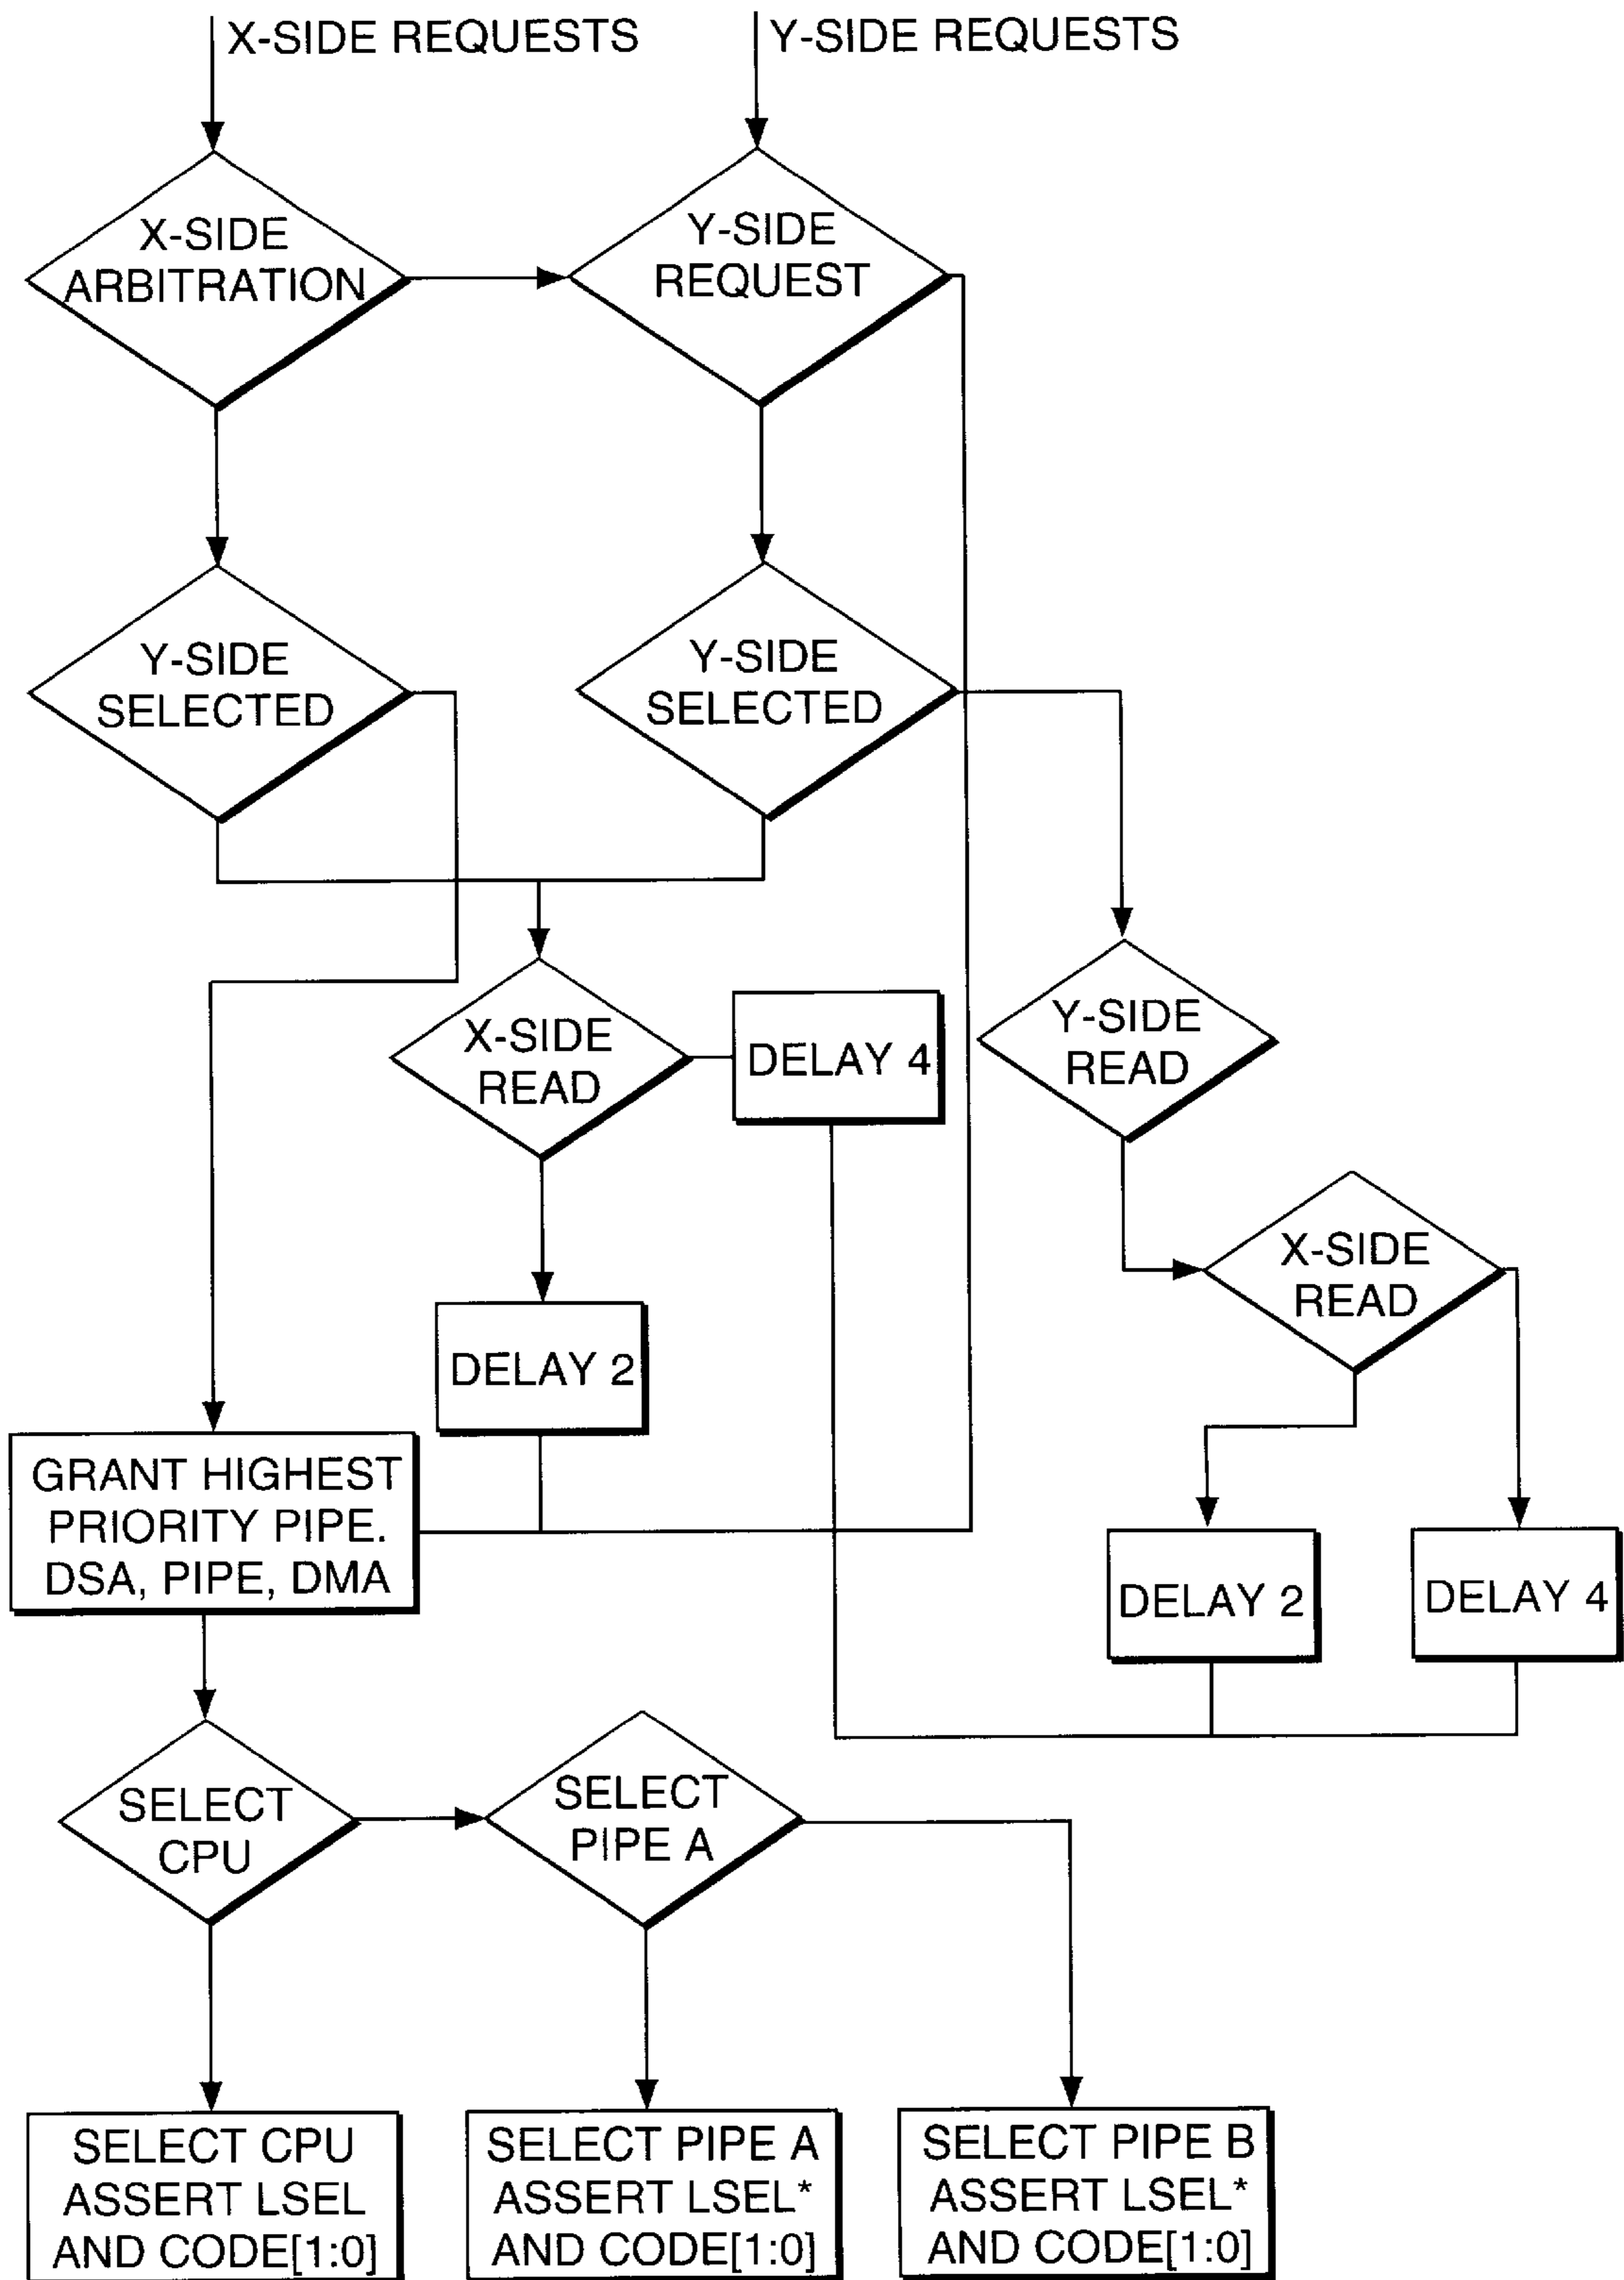 X-SIDE REQUESTS
Y-SIDE REQUESTS
X-SIDE
ARBITRATION
Y-SIDE
REQUEST
Y-SIDE
SELECTED
Y-SIDE
SELECTED
X-SIDE
READ
DELAY 4
Y-SIDE
READ
X-SIDE
READ
DELAY 2
GRANT HIGHEST
PRIORITY PIPE.
DSA, PIPE, DMA
DELAY 2
DELAY 4
SELECT
CPU
SELECT
PIPE A
SELECT CPU
ASSERT LSEL
AND CODE[1:0]
SELECT PIPE A
ASSERT LSEL*
AND CODE[1:0]
SELECT PIPE B
ASSERT LSEL*
AND CODE[1:0]